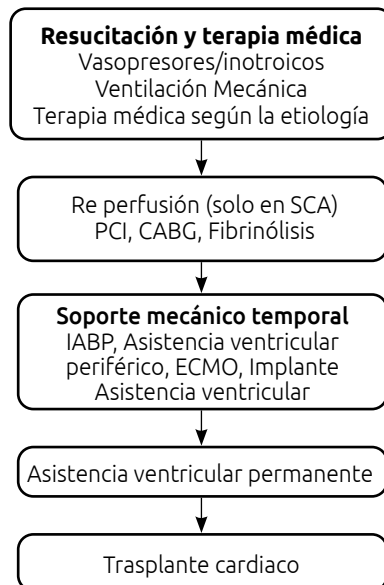 Resucitación y terapia médica
Vasopresores/inotroicos
Ventilación Mecánica
Terapia médica según la etiología
Re perfusión (solo en SCA)
PCI, CABG, Fibrinólisis
Soporte mecánico temporal
IABP, Asistencia ventricular
periférico, ECMO, Implante
Asistencia ventricular
Asistencia ventricular permanente
Trasplante cardiaco